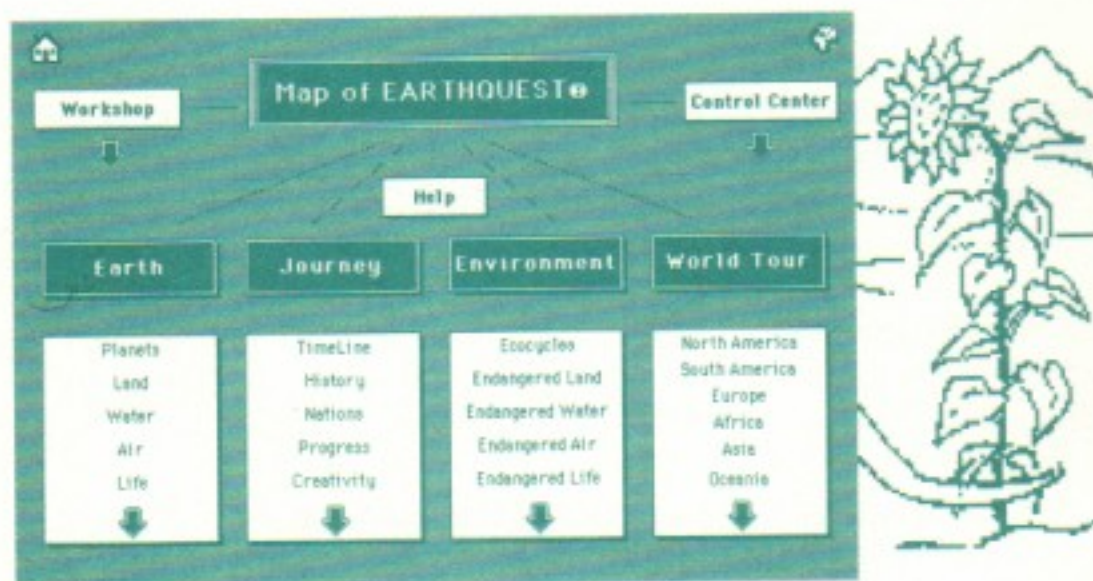 Map of EARTHQUEST
Workshop
Control Center
Help
Earth
Journey
Environment
World Tour
Planets
Land
Water
Air
Life
TimeLine
History
Nations
Progress
Creativity
Ecocycles
Endangered Land
Endangered Water
Endangered Air
Endangered Life
North America
South America
Europe
Africa
Asia
Oceania